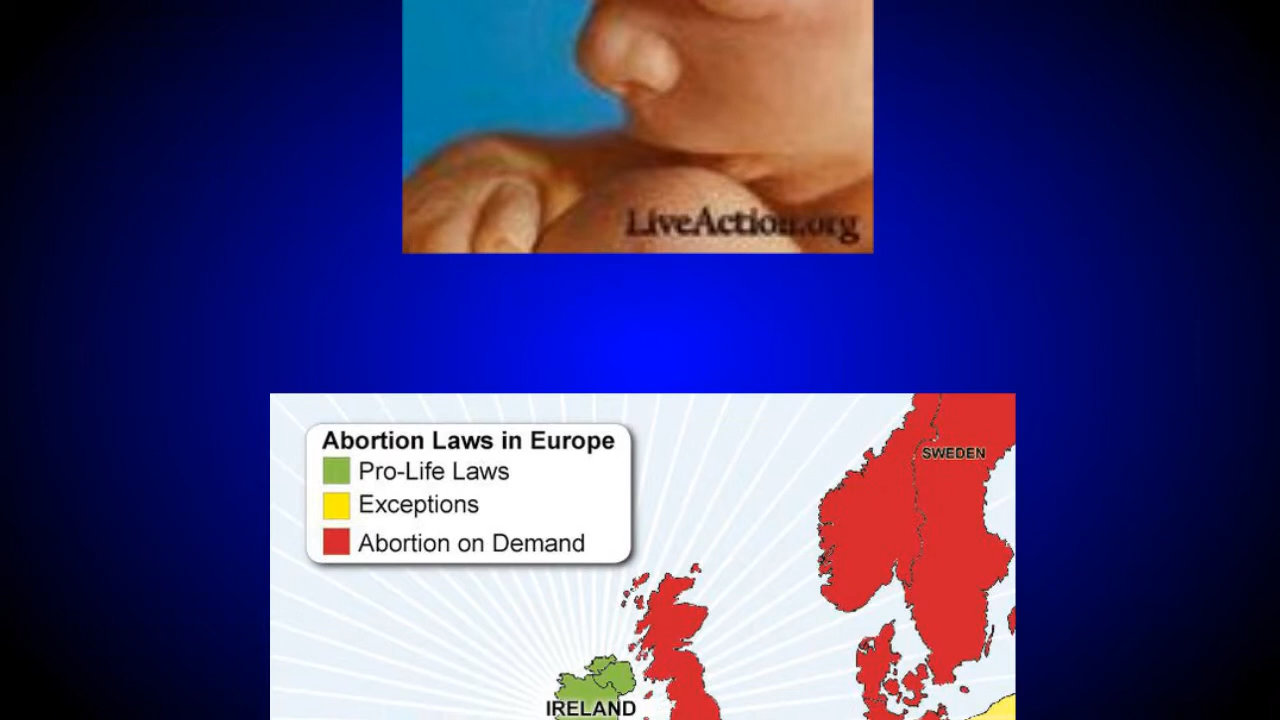 LiveAction.org
Abortion Laws in Europe
Pro-Life Laws
Exceptions
Abortion on Demand
SWEDEN
IRELAND